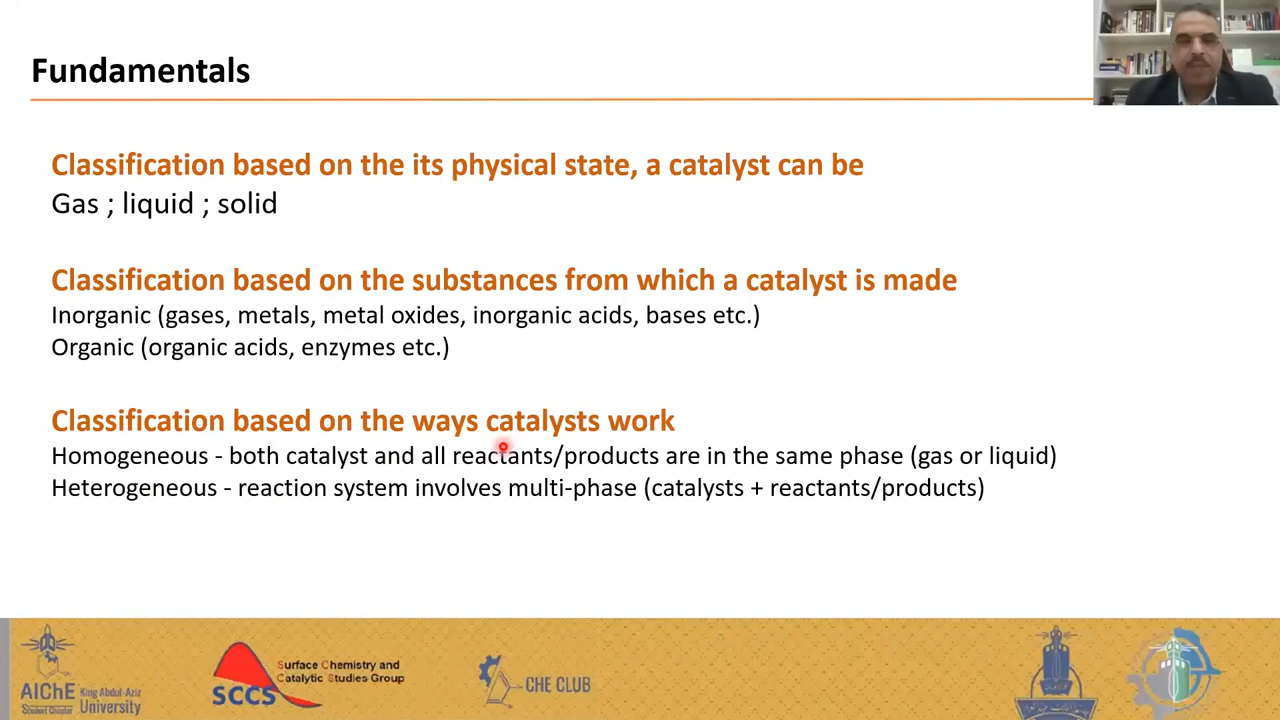 Fundamentals
Classification based on the its physical state, a catalyst can be
Gas ; liquid ; solid
Classification based on the substances from which a catalyst is made
Inorganic (gases, metals, metal oxides, inorganic acids, bases etc.)
Organic (organic acids, enzymes etc.)
Classification based on the ways catalysts work
Homogeneous - both catalyst and all reactants/products are in the same phase (gas or liquid)
Heterogeneous - reaction system involves multi-phase (catalysts + reactants/products)
AIChE
Student Chapter
King Abdul-Aziz
University
SCCS
Surface Chemistry and
Catalytic Studies Group
CHE CLUB